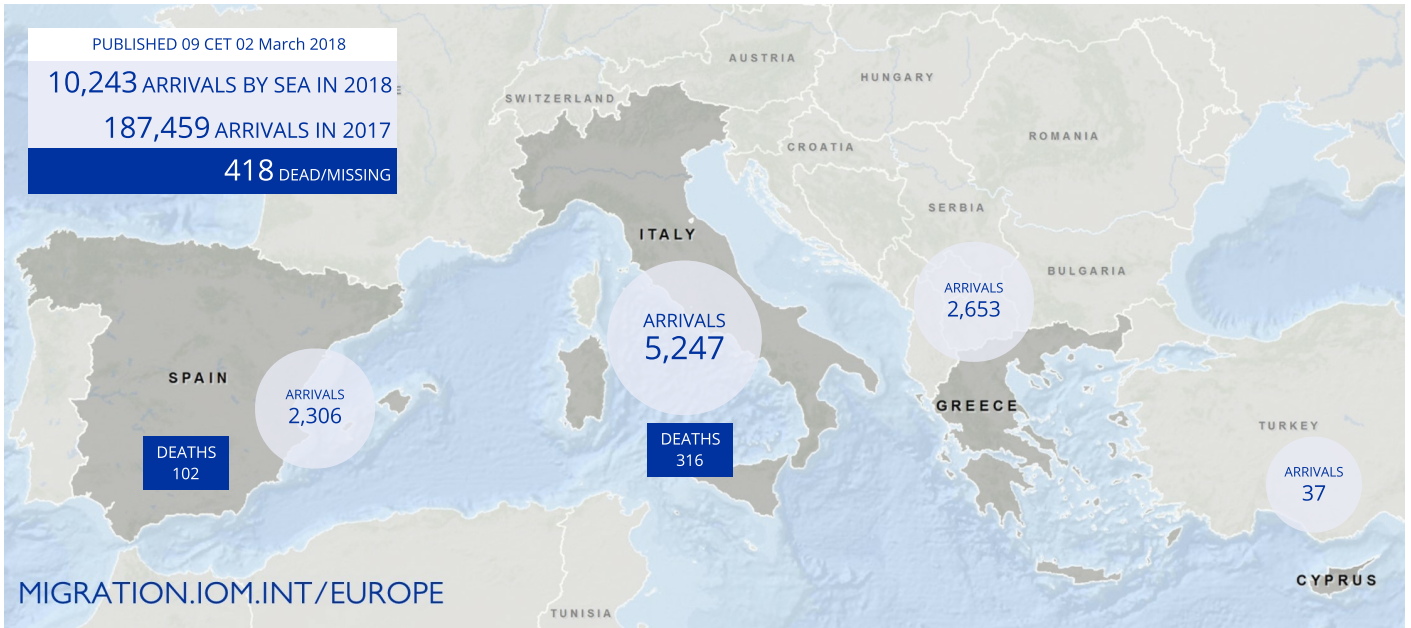 PUBLISHED 09 CET 02 March 2018
10,243 ARRIVALS BY SEA IN 2018
187,459 ARRIVALS IN 2017
418 DEAD/MISSING
AUSTRIA
HUNGARY
SWITZERLAND
ROMANIA
CROATIA
SERBIA
ITALY
BULGARIA
ARRIVALS
2,653
ARRIVALS
5,247
SPAIN
ARRIVALS
2,306
GREECE
TURKEY
DEATHS
102
DEATHS
316
ARRIVALS
37
CYPRUS
MIGRATION.IOM.INT/EUROPE
TUNISIA